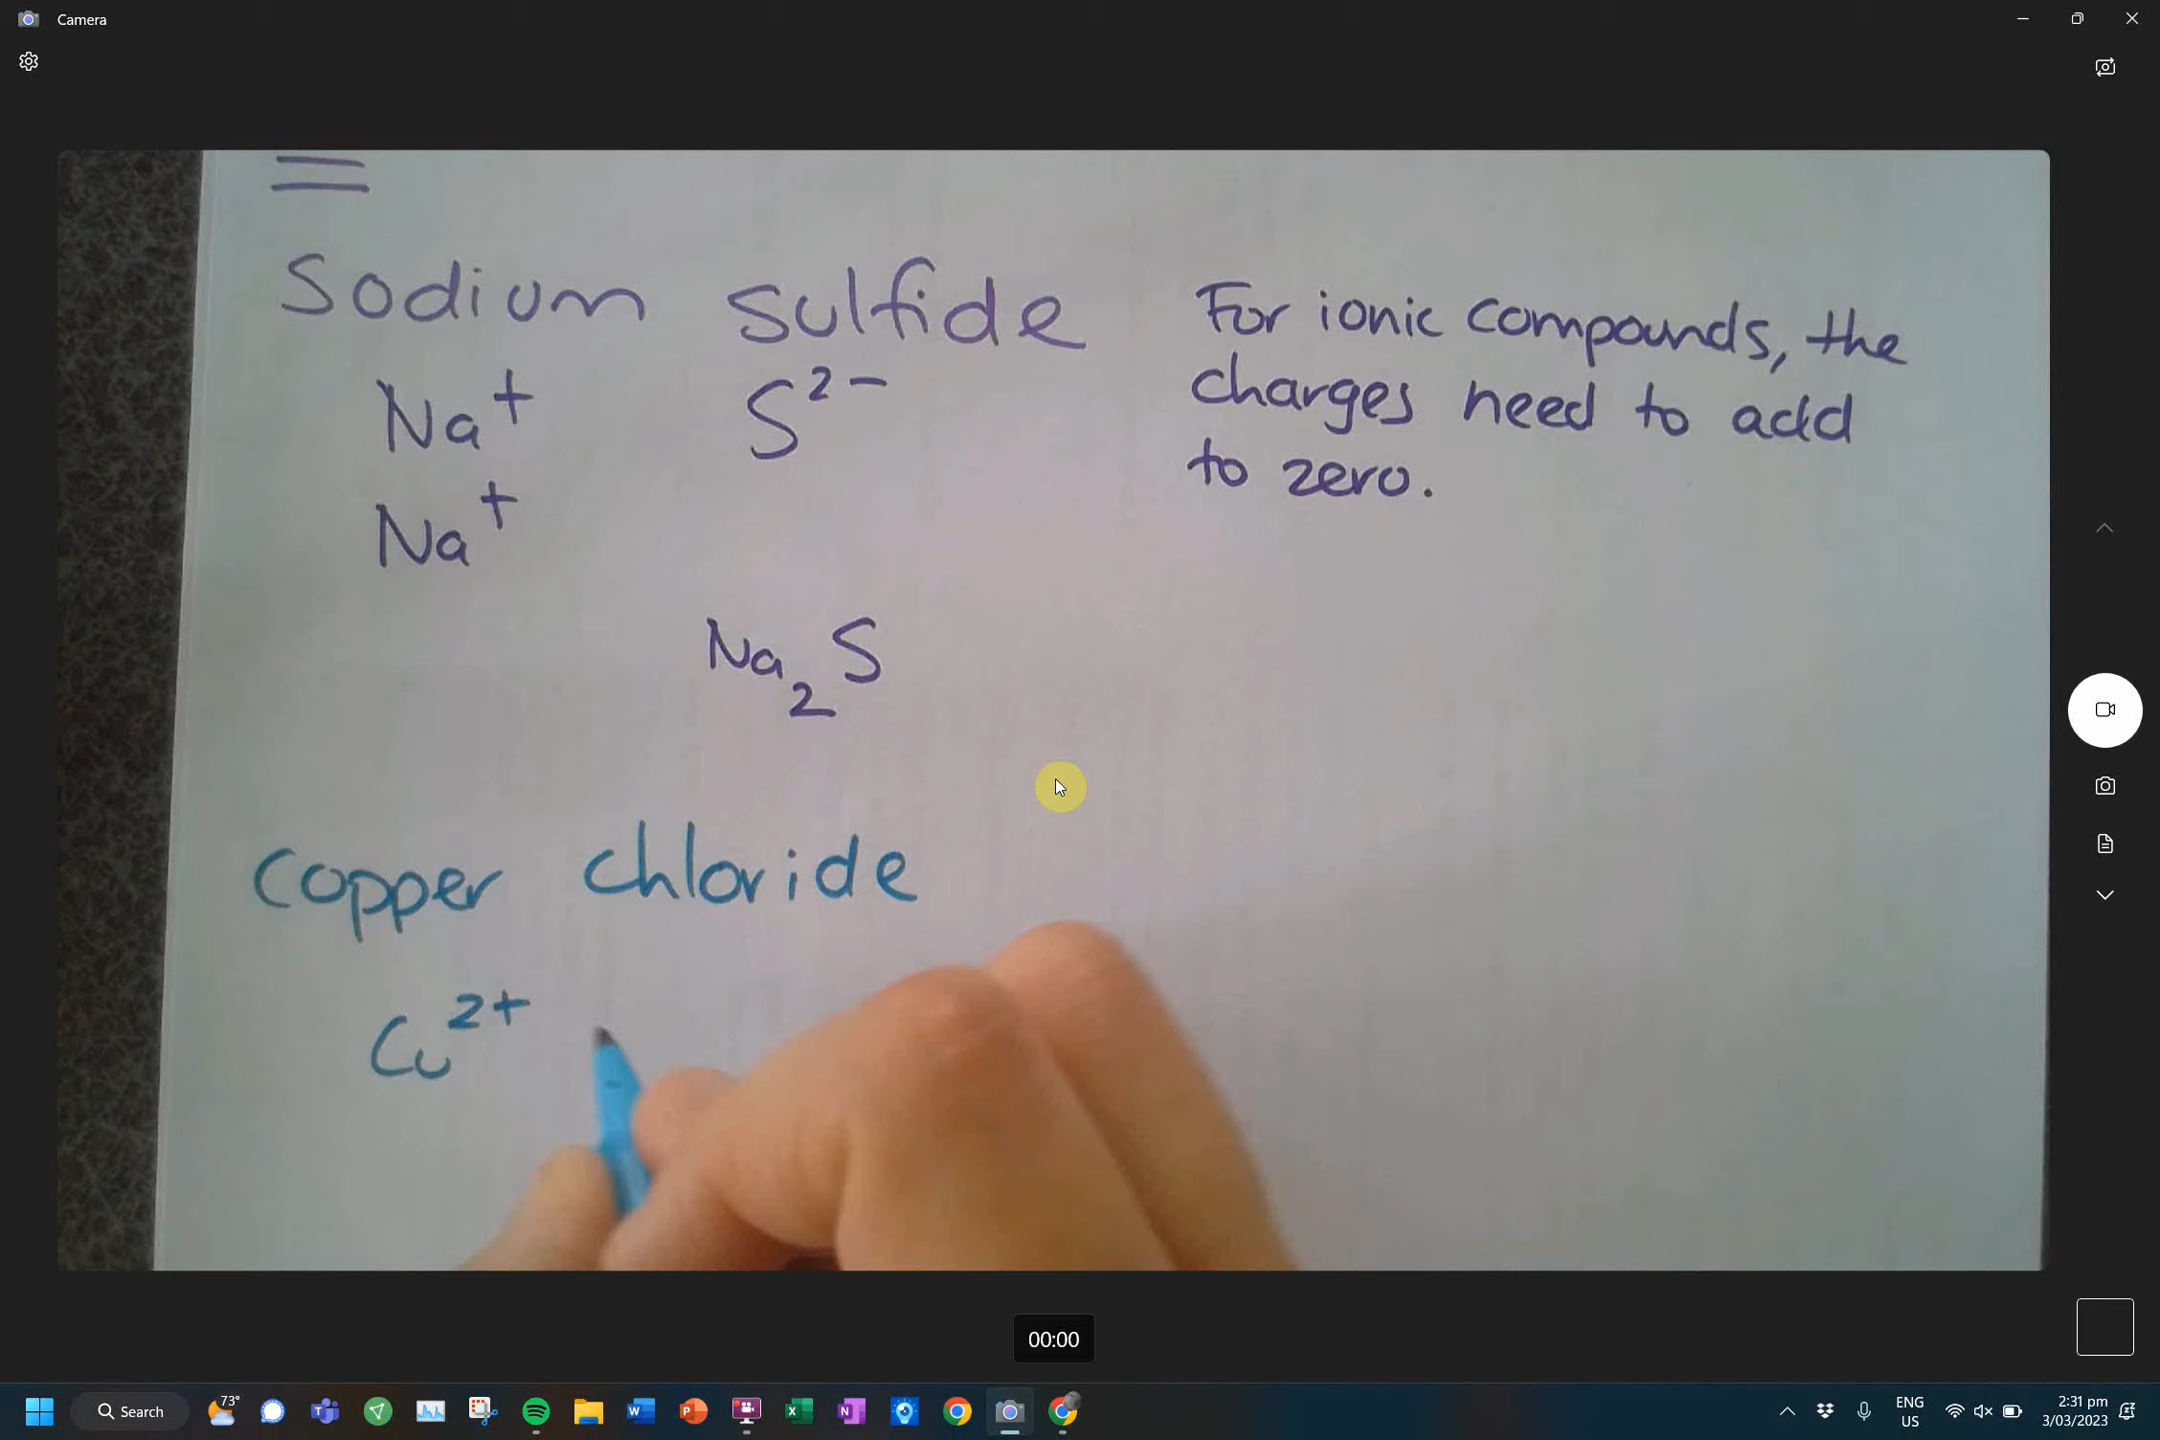 Camera
Sodium sulfide
For ionic compounds, the
charges need to add
to zero.
Na⁺ S²⁻
Na⁺
Na₂S
Copper chloride
Cu²⁺
00:00
73°
Search
ENG
US
2:31 pm
3/03/2023